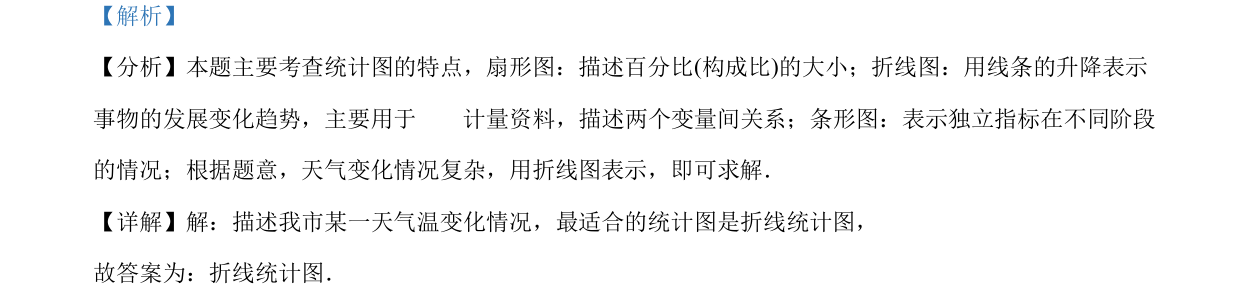 【解析】
【分析】本题主要考查统计图的特点，扇形图：描述百分比(构成比)的大小；折线图：用线条的升降表示
事物的发展变化趋势，主要用于　　计量资料，描述两个变量间关系；条形图：表示独立指标在不同阶段
的情况；根据题意，天气变化情况复杂，用折线图表示，即可求解．
【详解】解：描述我市某一天气温变化情况，最适合的统计图是折线统计图，
故答案为：折线统计图．